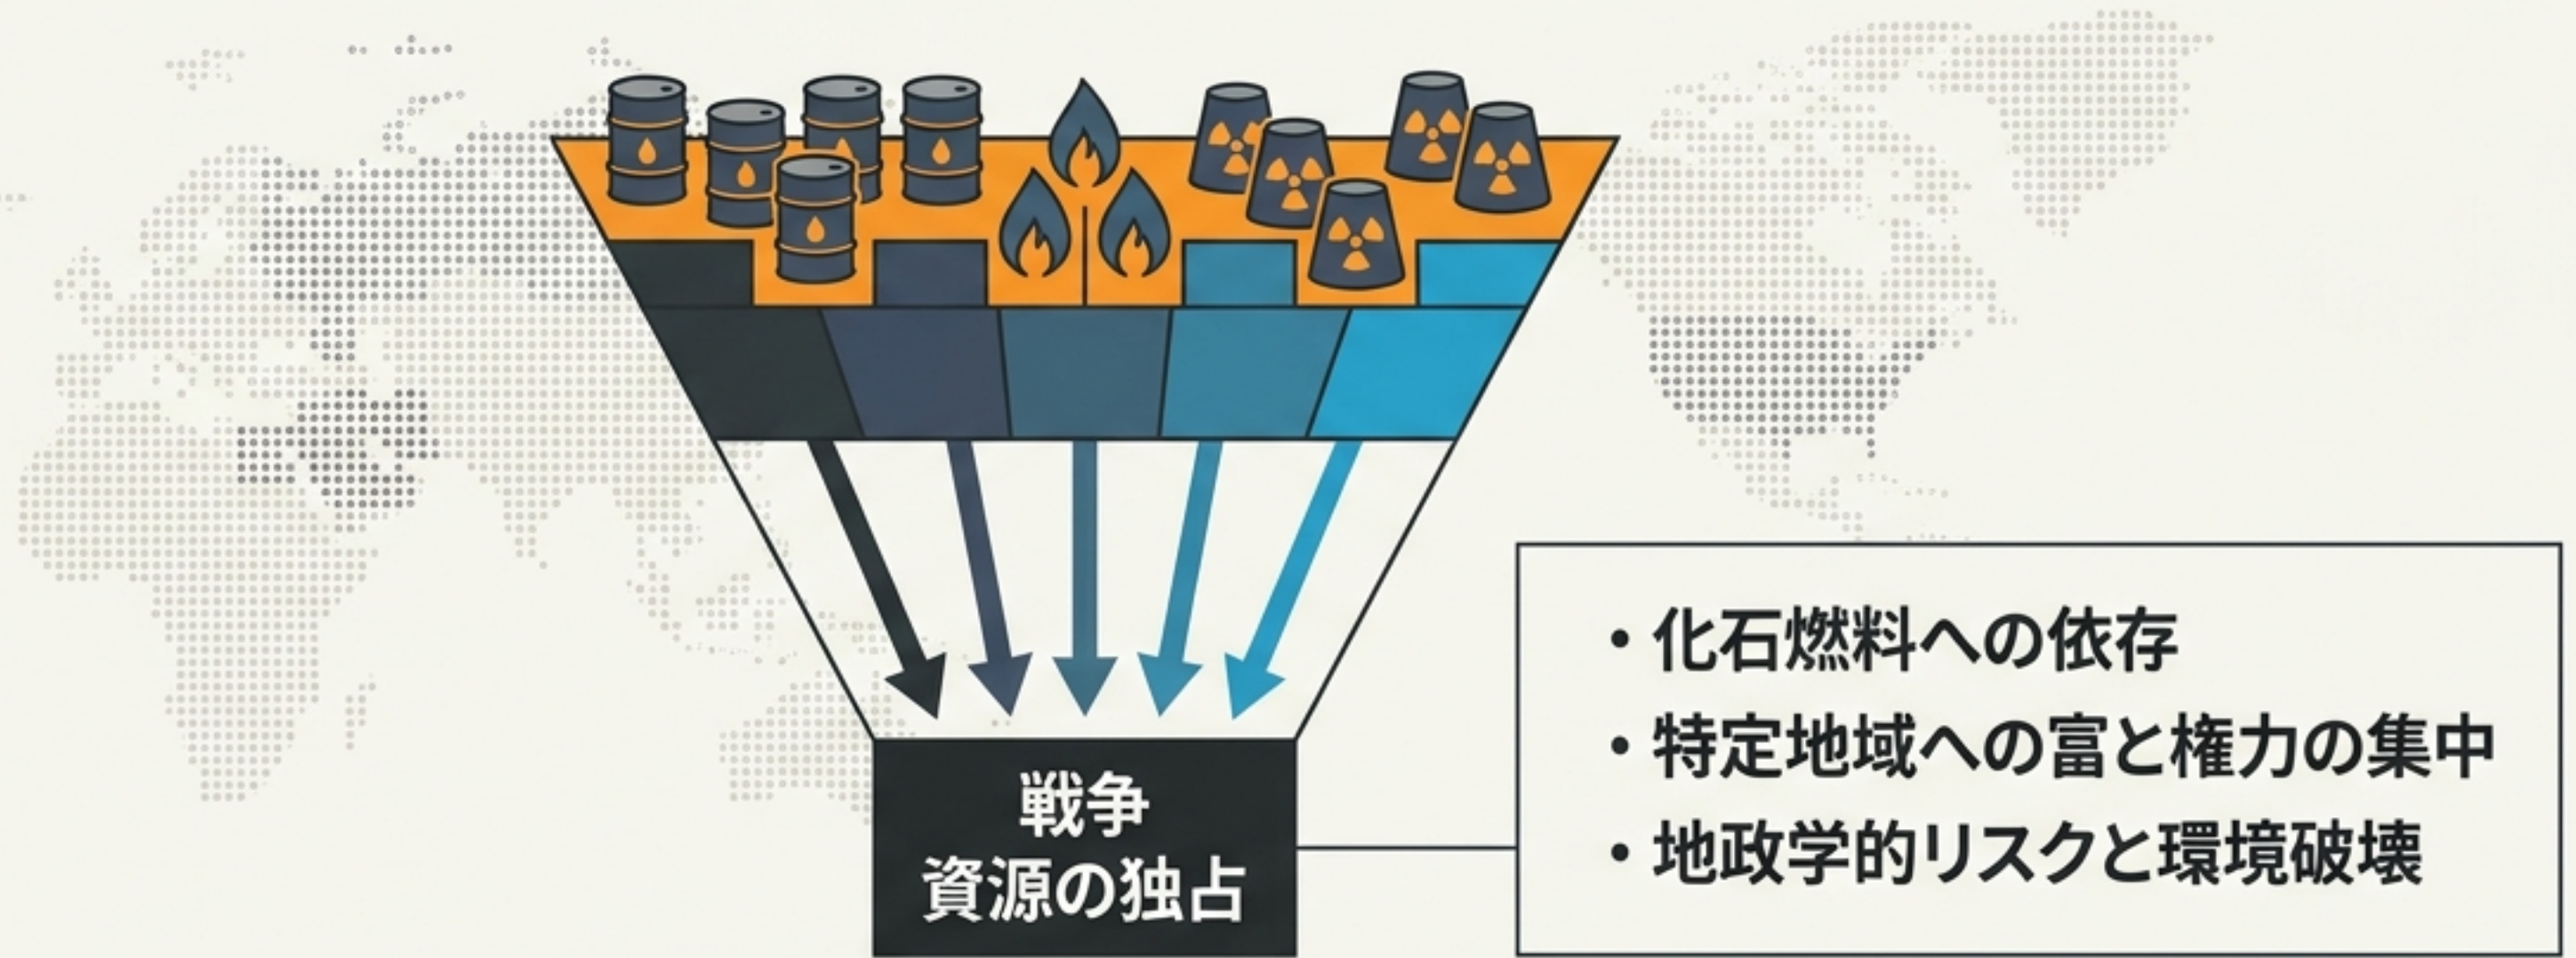 戦争
資源の独占
・化石燃料への依存
・特定地域への富と権力の集中
・地政学的リスクと環境破壊